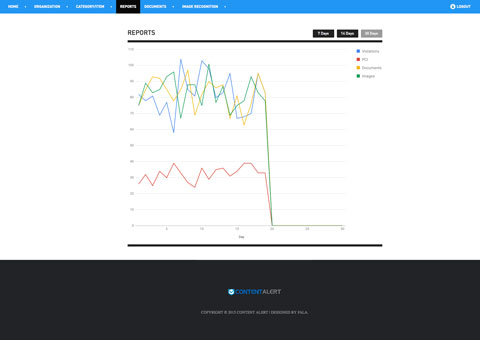 HOME ORGANIZATION CATEGORY/ITEM REPORTS DOCUMENTS IMAGE RECOGNITION LOGOUT
REPORTS
7 Days 14 Days 30 Days
110
100
90
80
70
60
50
40
30
20
10
0
5 10 15 20 25 30
Day
Violations
PCI
Documents
Images
CONTENTALERT
COPYRIGHT © 2013 CONTENT ALERT | DESIGNED BY PALA